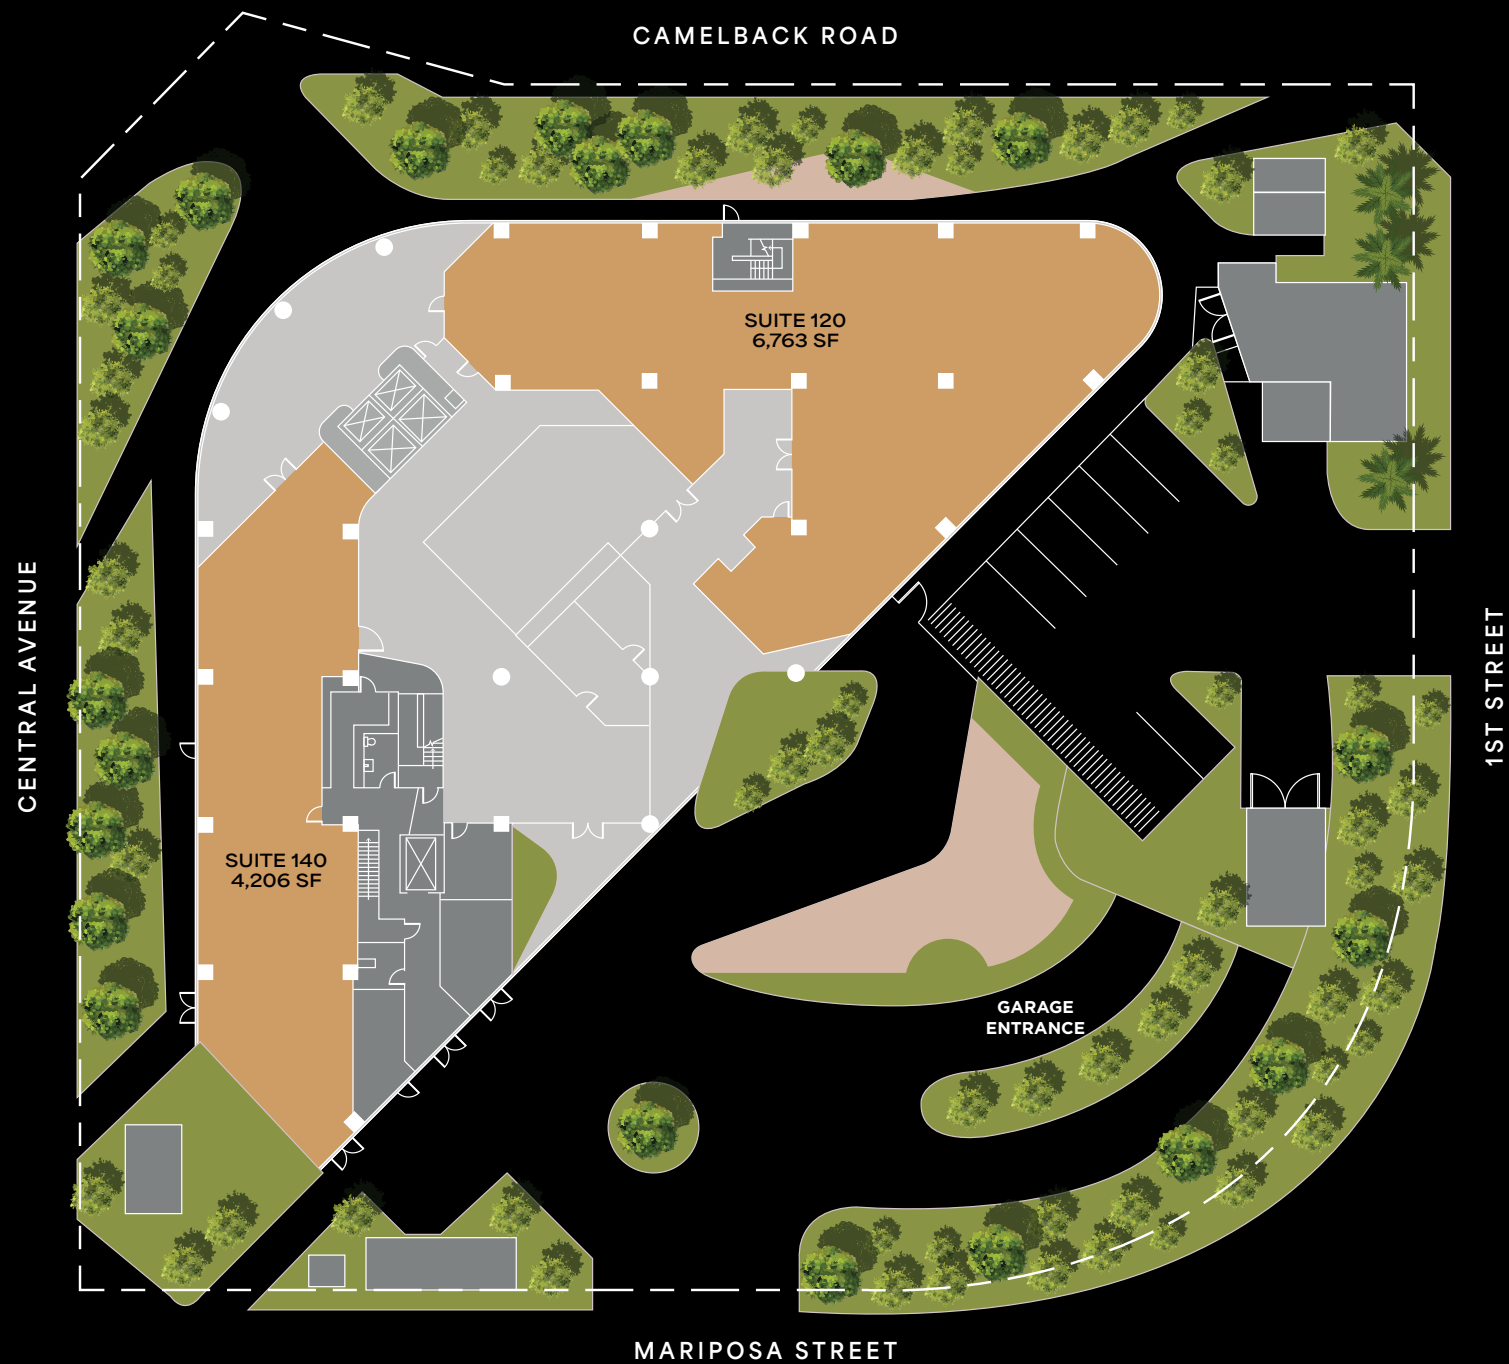 CAMELBACK ROAD
SUITE 120
6,763 SF
CENTRAL AVENUE
1ST STREET
SUITE 140
4,206 SF
GARAGE
ENTRANCE
MARIPOSA STREET